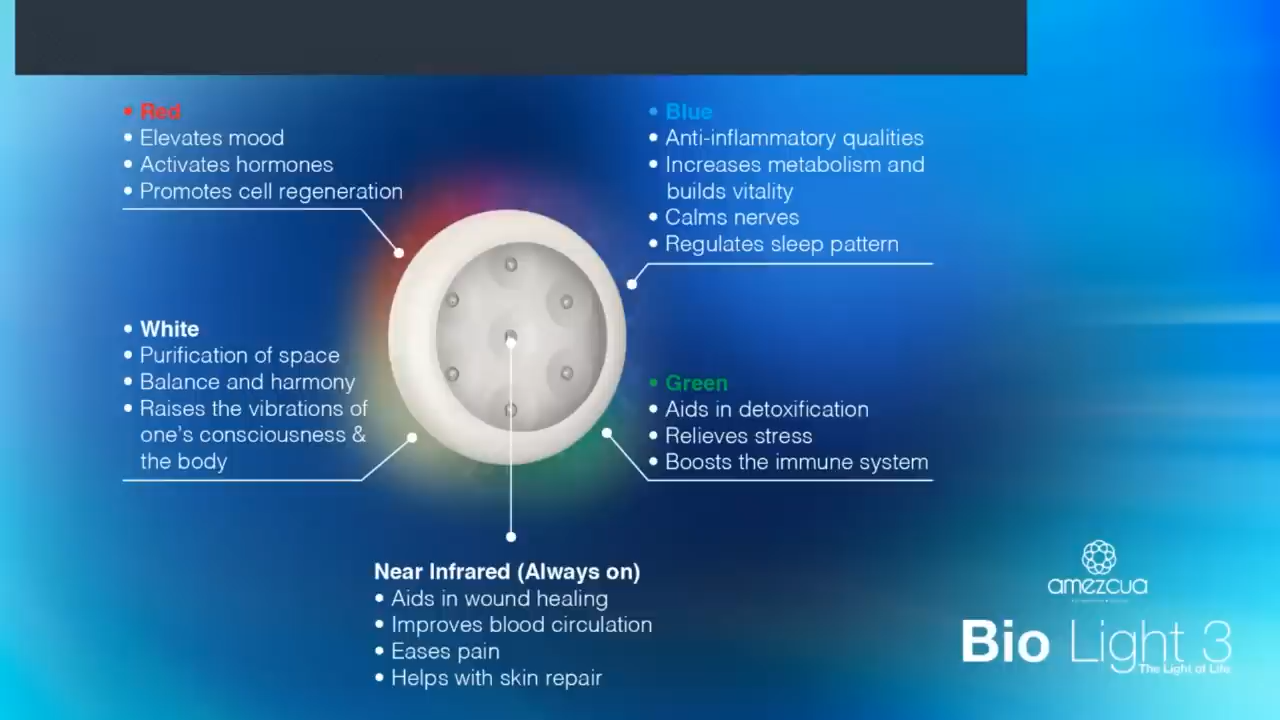 • Red
• Elevates mood
• Activates hormones
• Promotes cell regeneration
• Blue
• Anti-inflammatory qualities
• Increases metabolism and
builds vitality
• Calms nerves
• Regulates sleep pattern
• White
• Purification of space
• Balance and harmony
• Raises the vibrations of
one's consciousness &
the body
• Green
• Aids in detoxification
• Relieves stress
• Boosts the immune system
Near Infrared (Always on)
• Aids in wound healing
• Improves blood circulation
• Eases pain
• Helps with skin repair
amezcua
Bio Light 3
The Light of Life